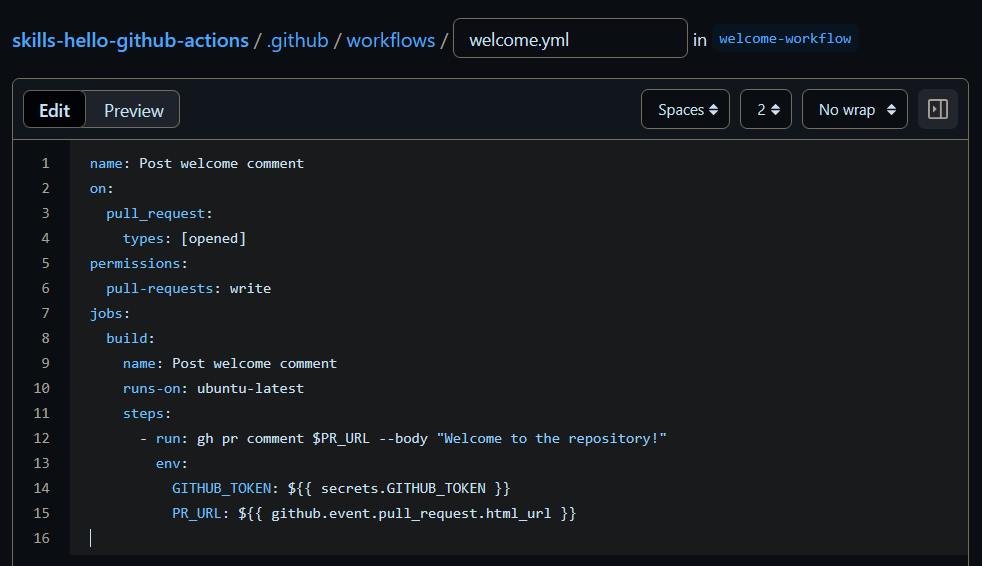 skills-hello-github-actions / .github / workflows / welcome.yml in welcome-workflow
Edit Preview Spaces 2 No wrap
1 name: Post welcome comment
2 on:
3   pull_request:
4     types: [opened]
5 permissions:
6   pull-requests: write
7 jobs:
8   build:
9     name: Post welcome comment
10     runs-on: ubuntu-latest
11     steps:
12       - run: gh pr comment $PR_URL --body "Welcome to the repository!"
13         env:
14           GITHUB_TOKEN: ${{ secrets.GITHUB_TOKEN }}
15           PR_URL: ${{ github.event.pull_request.html_url }}
16